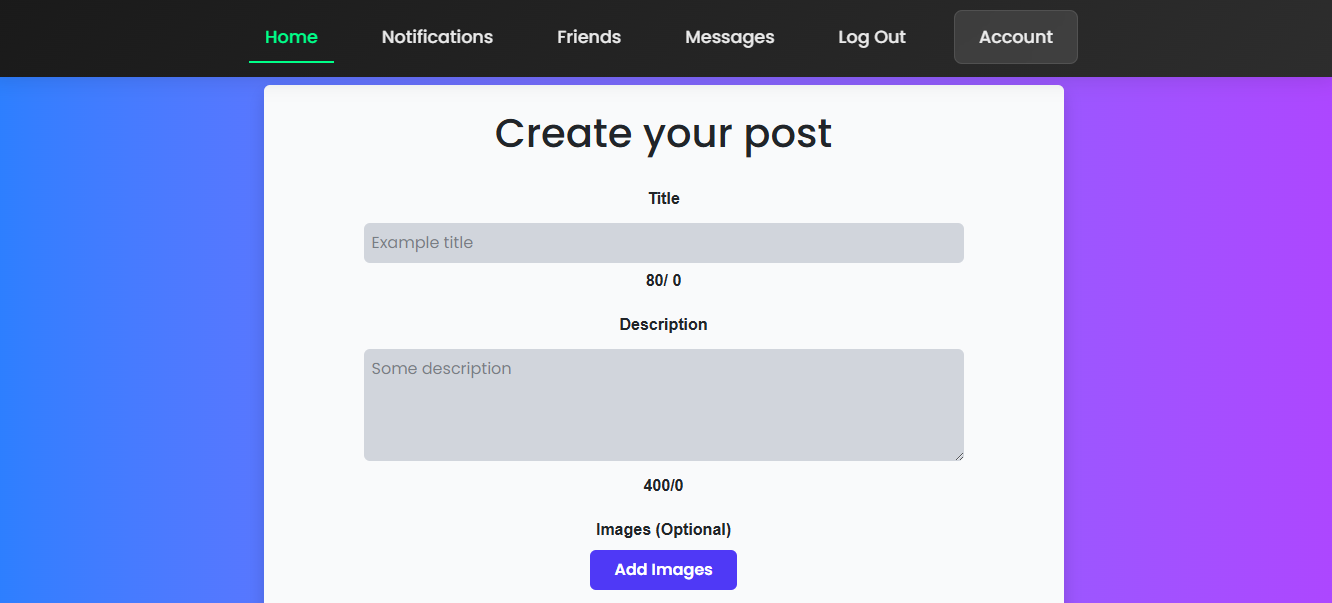 Home Notifications Friends Messages Log Out Account
Create your post
Title
Example title
80/ 0
Description
Some description
400/0
Images (Optional)
Add Images